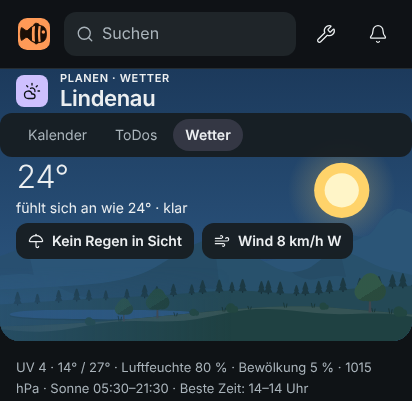 Suchen
PLANEN · WETTER
Lindenau
Kalender ToDos Wetter
24°
fühlt sich an wie 24° · klar
Kein Regen in Sicht Wind 8 km/h W
UV 4 · 14° / 27° · Luftfeuchte 80 % · Bewölkung 5 % · 1015
hPa · Sonne 05:30–21:30 · Beste Zeit: 14–14 Uhr